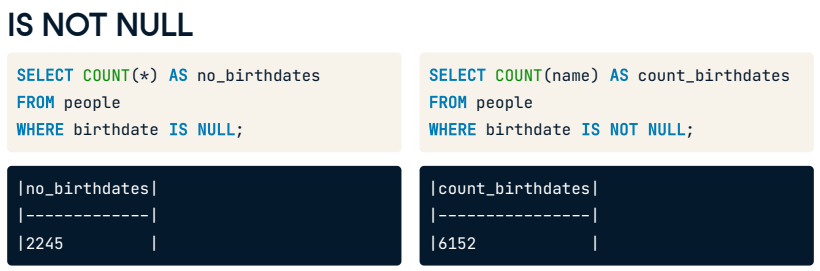 IS NOT NULL
SELECT COUNT(*) AS no_birthdates
FROM people
WHERE birthdate IS NULL;
|no_birthdates|
|-------------|
|2245         |
SELECT COUNT(name) AS count_birthdates
FROM people
WHERE birthdate IS NOT NULL;
|count_birthdates|
|----------------|
|6152            |